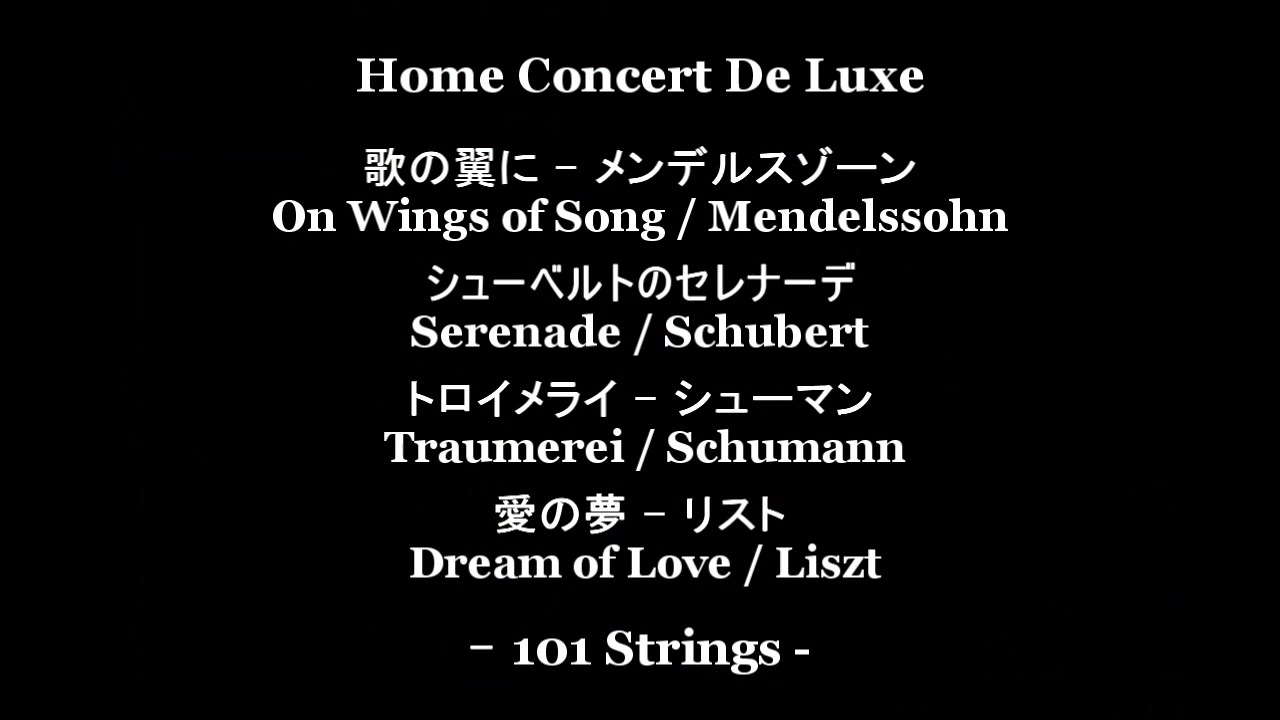 Home Concert De Luxe
歌の翼に － メンデルスゾーン
On Wings of Song / Mendelssohn
シューベルトのセレナーデ
Serenade / Schubert
トロイメライ － シューマン
Traumerei / Schumann
愛の夢 － リスト
Dream of Love / Liszt
－ 101 Strings -